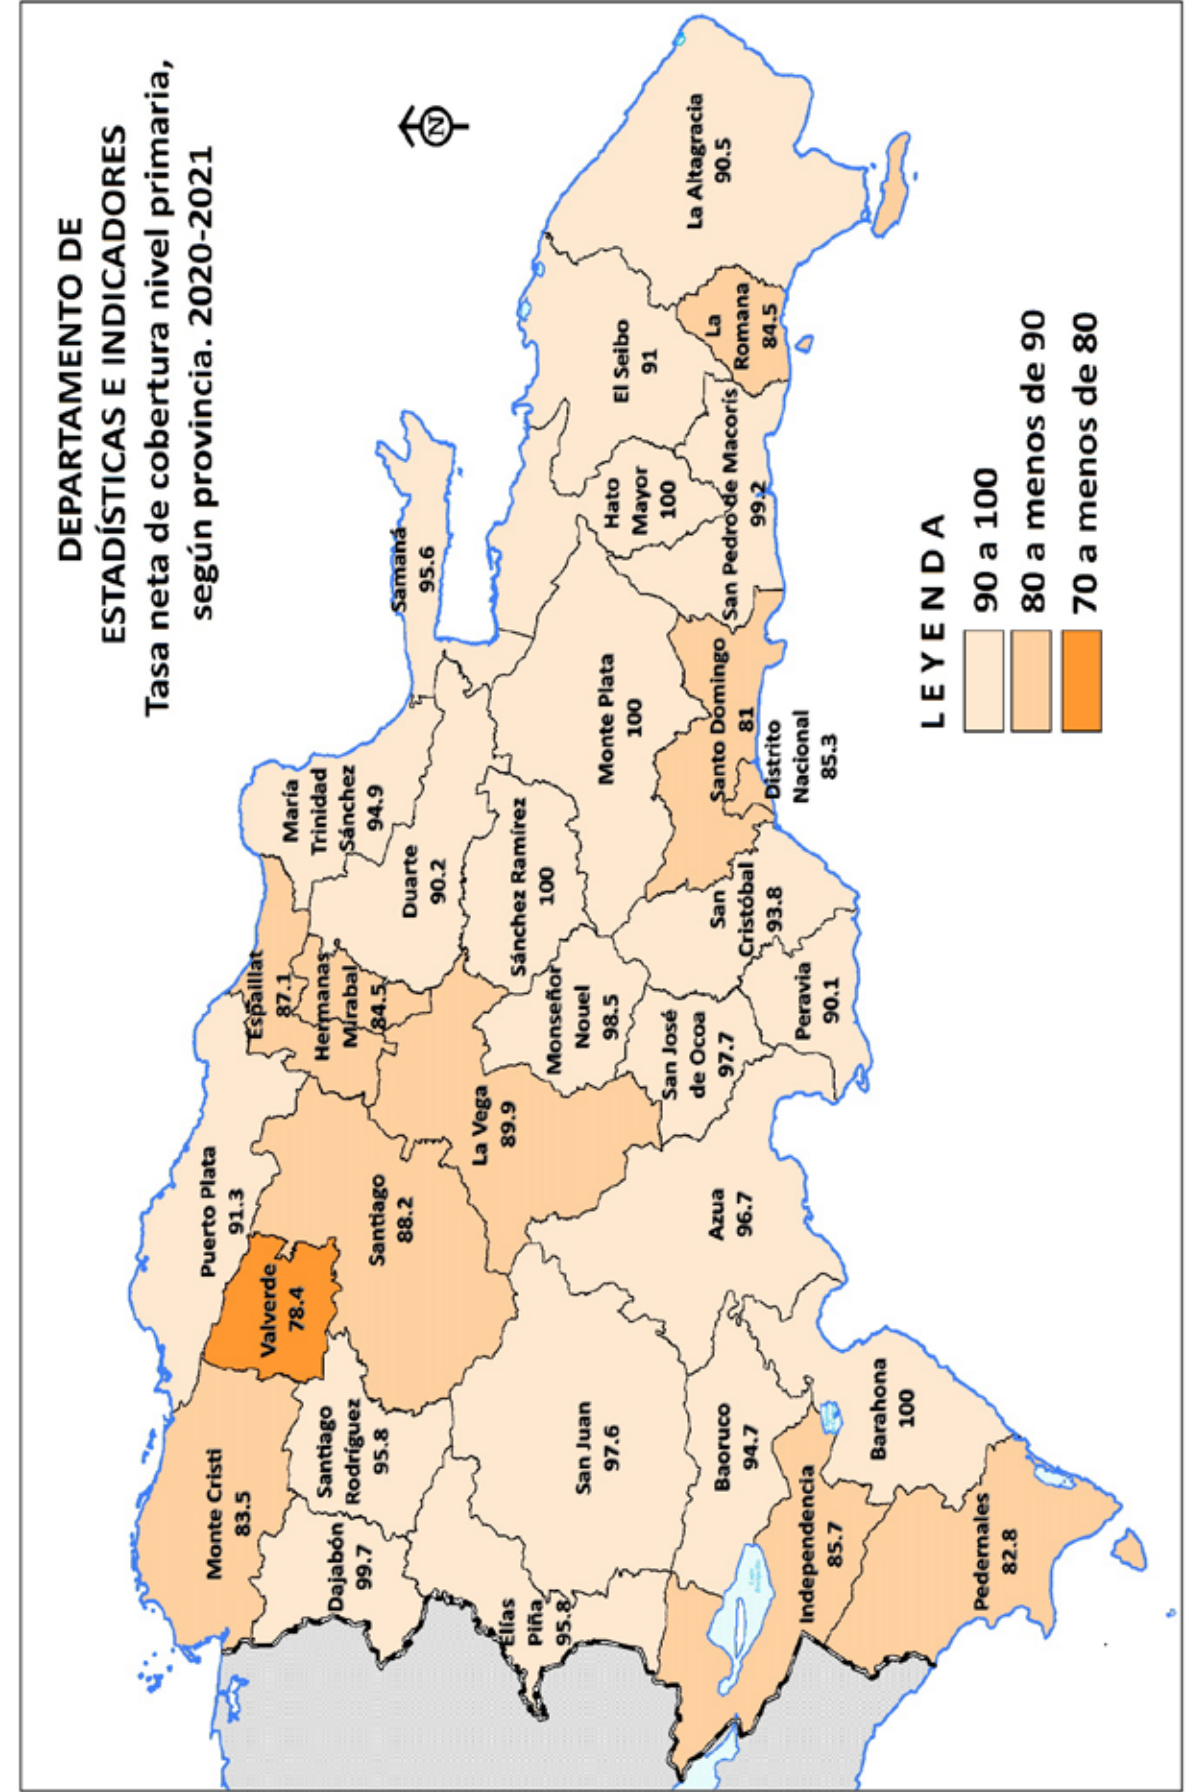 DEPARTAMENTO DE
ESTADÍSTICAS E INDICADORES
Tasa neta de cobertura nivel primaria,
según provincia. 2020-2021
N
Puerto Plata
91.3
Espaillat
87.1
María
Trinidad
Sánchez
94.9
Samaná
95.6
Monte Cristi
83.5
Valverde
78.4
Hermanas
Mirabal
84.5
Santiago
Rodríguez
95.8
Dajabón
99.7
Santiago
88.2
Duarte
90.2
La Vega
89.9
Sánchez Ramírez
100
Monseñor
Nouel
98.5
Elías
Piña
95.8
San Juan
97.6
Monte Plata
100
Hato
Mayor
100
El Seibo
91
La Altagracia
90.5
La
Romana
84.5
San Pedro de Macorís
99.2
Santo Domingo
81
Distrito
Nacional
85.3
San
Cristóbal
93.8
San José
de Ocoa
97.7
Peravia
90.1
Azua
96.7
Baoruco
94.7
Independencia
85.7
Barahona
100
Pedernales
82.8
LEYENDA
90 a 100
80 a menos de 90
70 a menos de 80